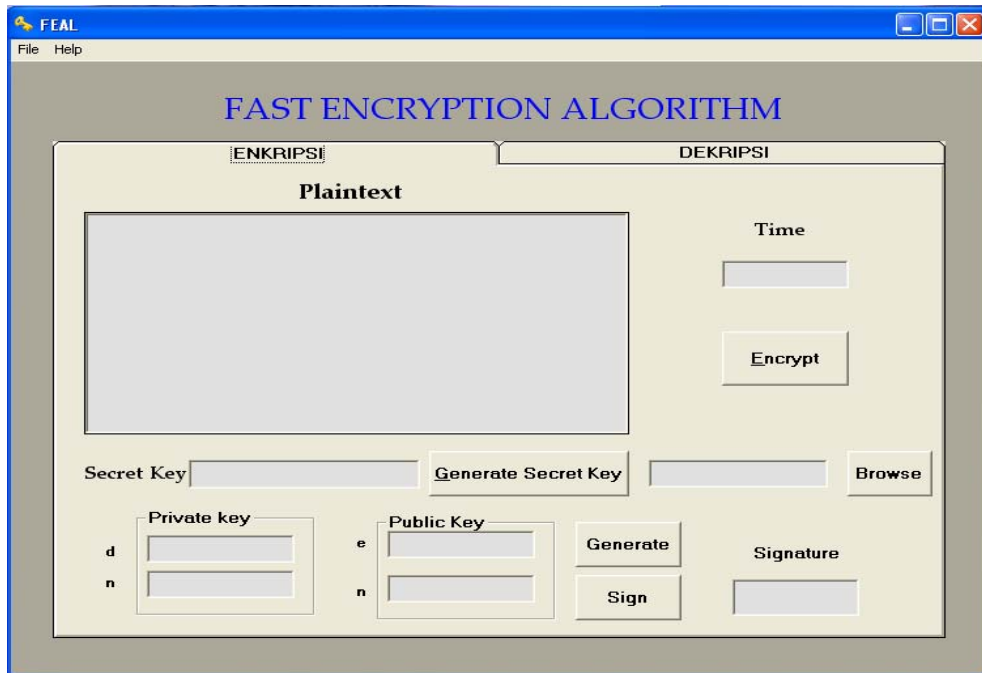 FEAL
File Help
FAST ENCRYPTION ALGORITHM
ENKRIPSI DEKRIPSI
Plaintext
Time
Encrypt
Secret Key Generate Secret Key Browse
Private key
d
n
Public Key
e
n
Generate
Sign
Signature